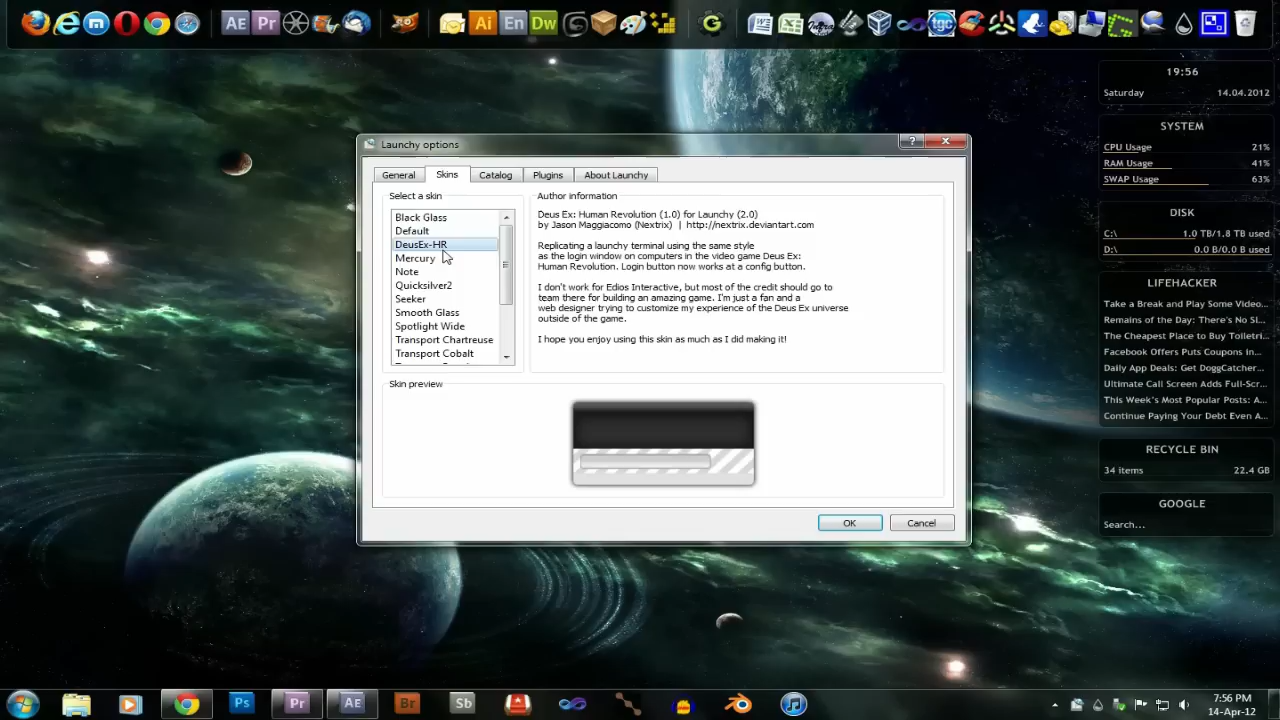 AE
Pr
Ai
En
Dw
G
W
X
tgc
19:56
Saturday
14.04.2012
SYSTEM
CPU Usage 21%
RAM Usage 41%
SWAP Usage 63%
DISK
C:\ 1.0 TB/1.8 TB used
D:\ 0.0 B/0.0 B used
LIFEHACKER
Take a Break and Play Some Video...
Remains of the Day: There's No Sl...
The Cheapest Place to Buy Toiletri...
Facebook Offers Puts Coupons in...
Daily App Deals: Get DoggCatcher...
Ultimate Call Screen Adds Full-Scr...
This Week's Most Popular Posts: A...
Continue Paying Your Debt Even A...
RECYCLE BIN
34 items 22.4 GB
GOOGLE
Search...
Launchy options
?
General
Skins
Catalog
Plugins
About Launchy
Select a skin
Black Glass
Default
DeusEx-HR
Mercury
Note
Quicksilver2
Seeker
Smooth Glass
Spotlight Wide
Transport Chartreuse
Transport Cobalt
Author information
Deus Ex: Human Revolution (1.0) for Launchy (2.0)
by Jason Maggiacomo (Nextrix) | http://nextrix.deviantart.com
Replicating a launchy terminal using the same style
as the login window on computers in the video game Deus Ex:
Human Revolution. Login button now works at a config button.
I don't work for Edios Interactive, but most of the credit should go to
team there for building an amazing game. I'm just a fan and a
web designer trying to customize my experience of the Deus Ex universe
outside of the game.
I hope you enjoy using this skin as much as I did making it!
Skin preview
OK
Cancel
Ps
Pr
AE
Br
Sb
7:56 PM
14-Apr-12